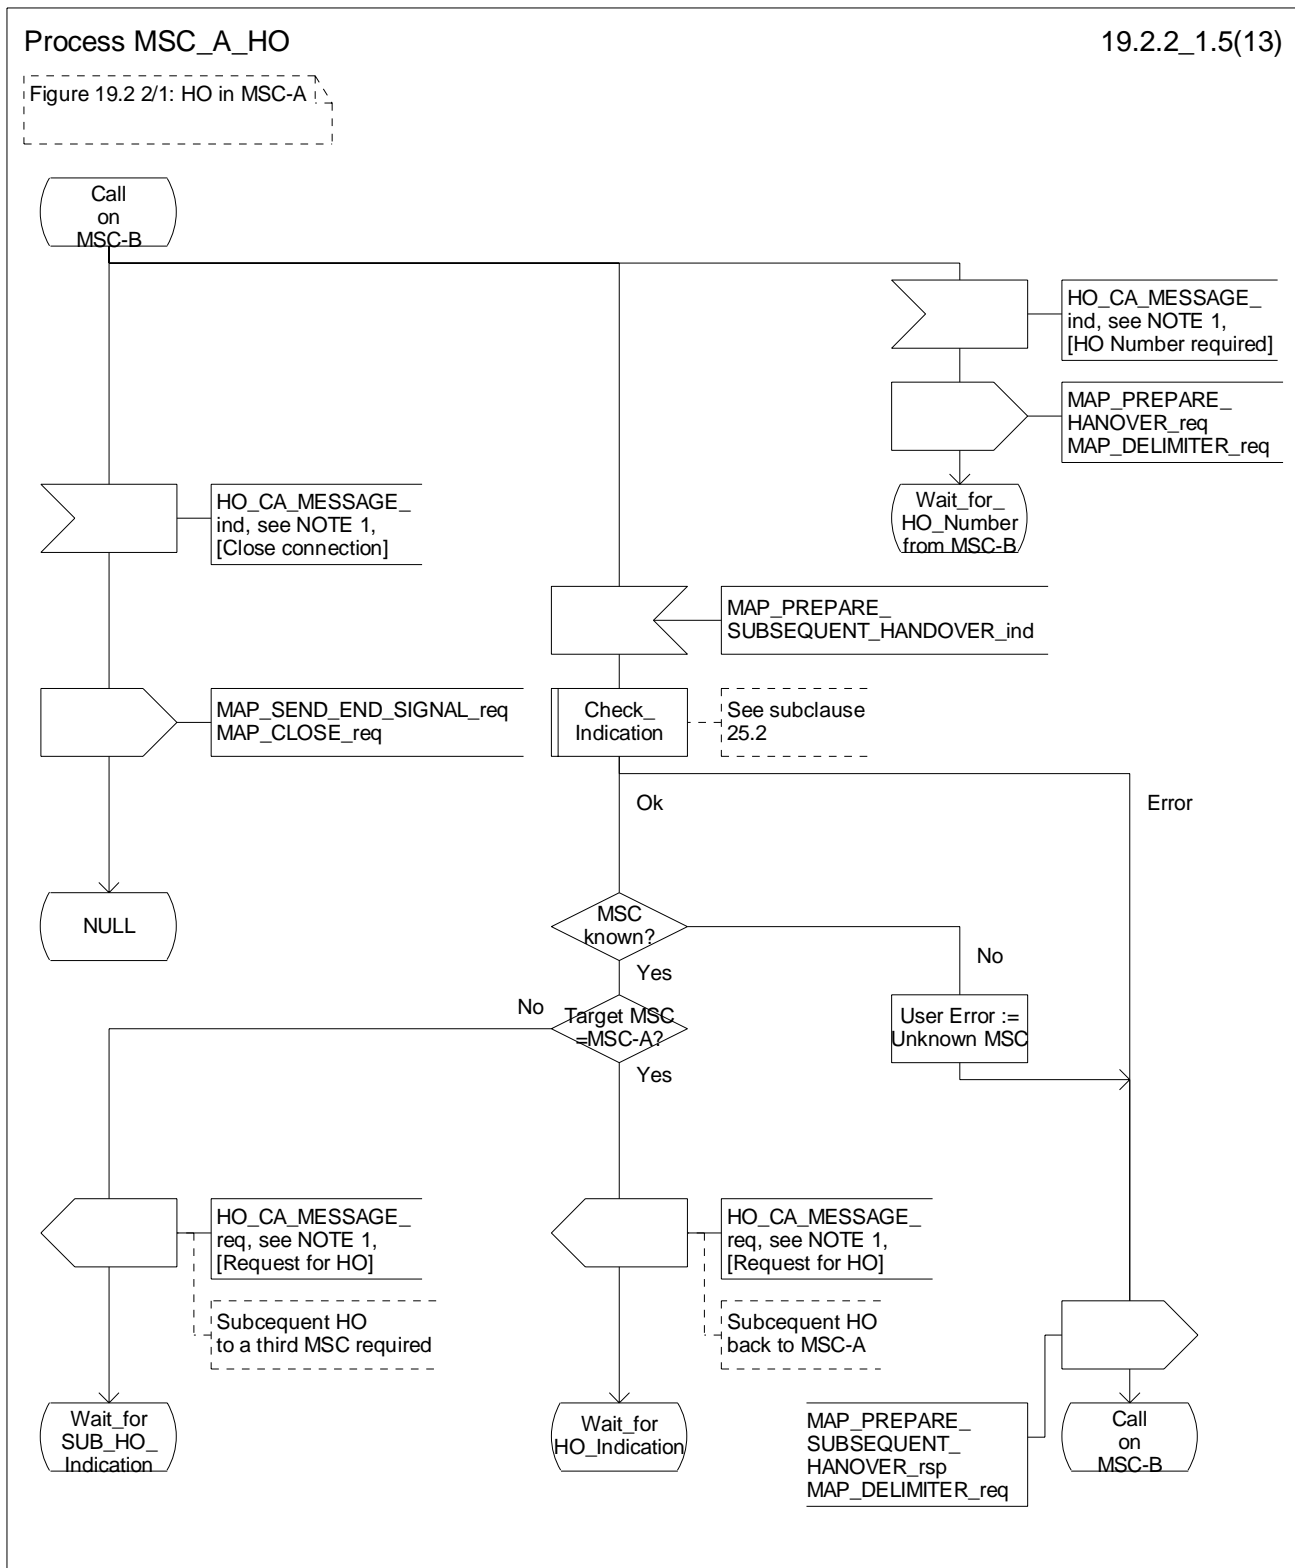 Process MSC_A_HO
19.2.2_1.5(13)
Figure 19.2 2/1: HO in MSC-A
Call
on
MSC-B
HO_CA_MESSAGE_
ind, see NOTE 1,
[HO Number required]
MAP_PREPARE_
HANOVER_req
MAP_DELIMITER_req
Wait_for_
HO_Number
from MSC-B
HO_CA_MESSAGE_
ind, see NOTE 1,
[Close connection]
MAP_PREPARE_
SUBSEQUENT_HANDOVER_ind
MAP_SEND_END_SIGNAL_req
MAP_CLOSE_req
Check_
Indication
See subclause
25.2
Ok
Error
NULL
MSC
known?
No
Yes
No
Target MSC
=MSC-A?
User Error :=
Unknown MSC
Yes
HO_CA_MESSAGE_
req, see NOTE 1,
[Request for HO]
Subcequent HO
to a third MSC required
HO_CA_MESSAGE_
req, see NOTE 1,
[Request for HO]
Subcequent HO
back to MSC-A
Wait_for
SUB_HO_
Indication
Wait_for
HO_Indication
MAP_PREPARE_
SUBSEQUENT_
HANOVER_rsp
MAP_DELIMITER_req
Call
on
MSC-B